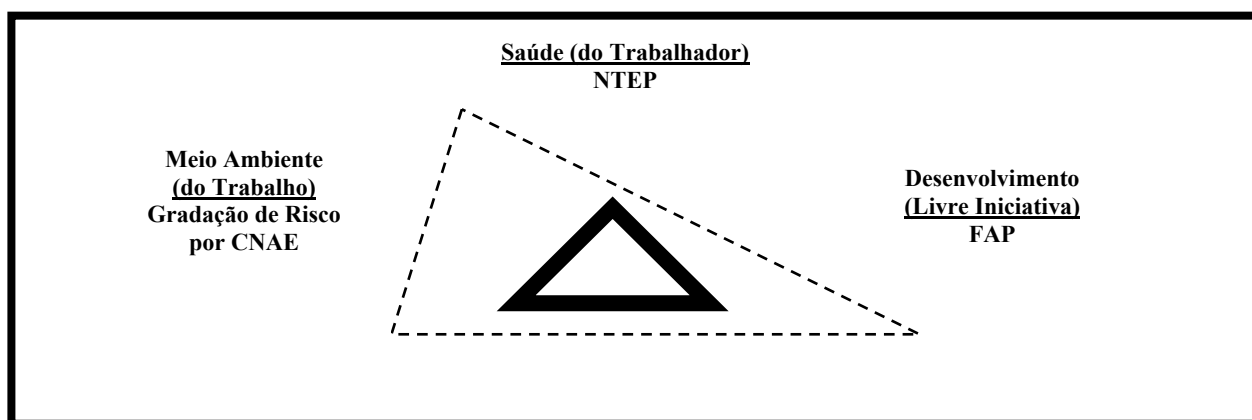 Saúde (do Trabalhador)
NTEP
Meio Ambiente
(do Trabalho)
Gradação de Risco
por CNAE
Desenvolvimento
(Livre Iniciativa)
FAP